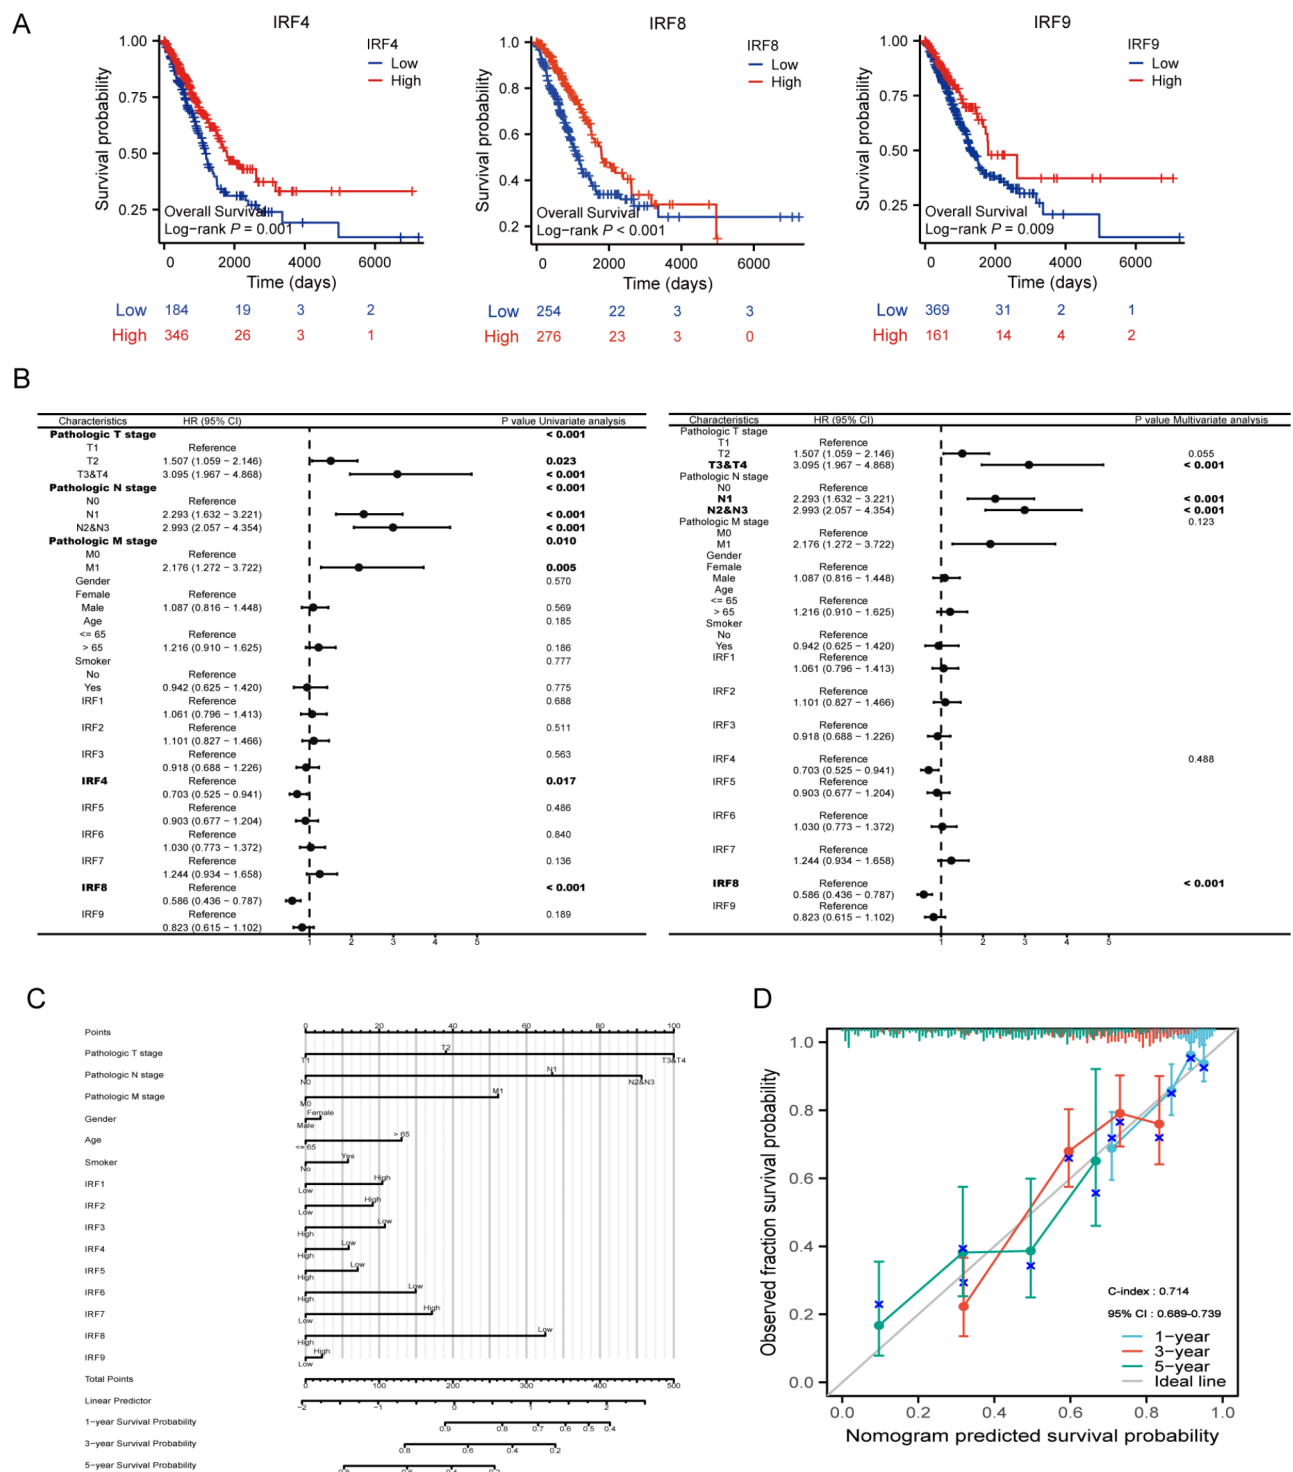 A
IRF4
Survival probability
1.00
0.75
0.50
0.25
IRF4
Low
High
Overall Survival
Log-rank P = 0.001
0 2000 4000 6000
Time (days)
Low 184 19 3 2
High 346 26 3 1
IRF8
Survival probability
1.0
0.8
0.6
0.4
0.2
IRF8
Low
High
Overall Survival
Log-rank P < 0.001
0 2000 4000 6000
Time (days)
Low 254 22 3 3
High 276 23 3 0
IRF9
Survival probability
1.00
0.75
0.50
0.25
IRF9
Low
High
Overall Survival
Log-rank P = 0.009
0 2000 4000 6000
Time (days)
Low 369 31 2 1
High 161 14 4 2
B
Characteristics HR (95% CI) P value Univariate analysis
Pathologic T stage < 0.001
T1 Reference
T2 1.507 (1.059 − 2.146) 0.023
T3&T4 3.095 (1.967 − 4.868) < 0.001
Pathologic N stage < 0.001
N0 Reference
N1 2.293 (1.632 − 3.221) < 0.001
N2&N3 2.993 (2.057 − 4.354) < 0.001
Pathologic M stage 0.010
M0 Reference
M1 2.176 (1.272 − 3.722) 0.005
Gender 0.570
Female Reference
Male 1.087 (0.816 − 1.448) 0.569
Age 0.185
<= 65 Reference
> 65 1.216 (0.910 − 1.625) 0.186
Smoker 0.777
No Reference
Yes 0.942 (0.625 − 1.420) 0.775
IRF1 Reference 0.688
1.061 (0.796 − 1.413)
IRF2 Reference 0.511
1.101 (0.827 − 1.466)
IRF3 Reference 0.563
0.918 (0.688 − 1.226)
IRF4 Reference 0.017
0.703 (0.525 − 0.941)
IRF5 Reference 0.486
0.903 (0.677 − 1.204)
IRF6 Reference 0.840
1.030 (0.773 − 1.372)
IRF7 Reference 0.136
1.244 (0.934 − 1.658)
IRF8 Reference < 0.001
0.586 (0.436 − 0.787)
IRF9 Reference 0.189
0.823 (0.615 − 1.102)
1 2 3 4 5
Characteristics HR (95% CI) P value Multivariate analysis
Pathologic T stage
T1 Reference
T2 1.507 (1.059 − 2.146) 0.055
T3&T4 3.095 (1.967 − 4.868) < 0.001
Pathologic N stage
N0 Reference
N1 2.293 (1.632 − 3.221) < 0.001
N2&N3 2.993 (2.057 − 4.354) < 0.001
Pathologic M stage 0.123
M0 Reference
M1 2.176 (1.272 − 3.722)
Gender
Female Reference
Male 1.087 (0.816 − 1.448)
Age
<= 65 Reference
> 65 1.216 (0.910 − 1.625)
Smoker
No Reference
Yes 0.942 (0.625 − 1.420)
IRF1 Reference
1.061 (0.796 − 1.413)
IRF2 Reference
1.101 (0.827 − 1.466)
IRF3 Reference
0.918 (0.688 − 1.226)
IRF4 Reference 0.488
0.703 (0.525 − 0.941)
IRF5 Reference
0.903 (0.677 − 1.204)
IRF6 Reference
1.030 (0.773 − 1.372)
IRF7 Reference
1.244 (0.934 − 1.658)
IRF8 Reference < 0.001
0.586 (0.436 − 0.787)
IRF9 Reference
0.823 (0.615 − 1.102)
1 2 3 4 5
C
Points 0 20 40 60 80 100
Pathologic T stage T1 T2 T3&T4
Pathologic N stage N0 N1 N2&N3
Pathologic M stage M0 M1
Gender Male Female
Age <= 65 > 65
Smoker No Yes
IRF1 Low High
IRF2 Low High
IRF3 High Low
IRF4 High Low
IRF5 High Low
IRF6 High Low
IRF7 Low High
IRF8 High Low
IRF9 Low High
Total Points 0 100 200 300 400 500
Linear Predictor −2 −1 0 1 2
1−year Survival Probability 0.9 0.8 0.7 0.6 0.5 0.4
3−year Survival Probability 0.8 0.6 0.4 0.2
5−year Survival Probability
D
Observed fraction survival probability
1.0
0.8
0.6
0.4
0.2
0.0
C-index : 0.714
95% CI : 0.689-0.739
1−year
3−year
5−year
Ideal line
0.0 0.2 0.4 0.6 0.8 1.0
Nomogram predicted survival probability